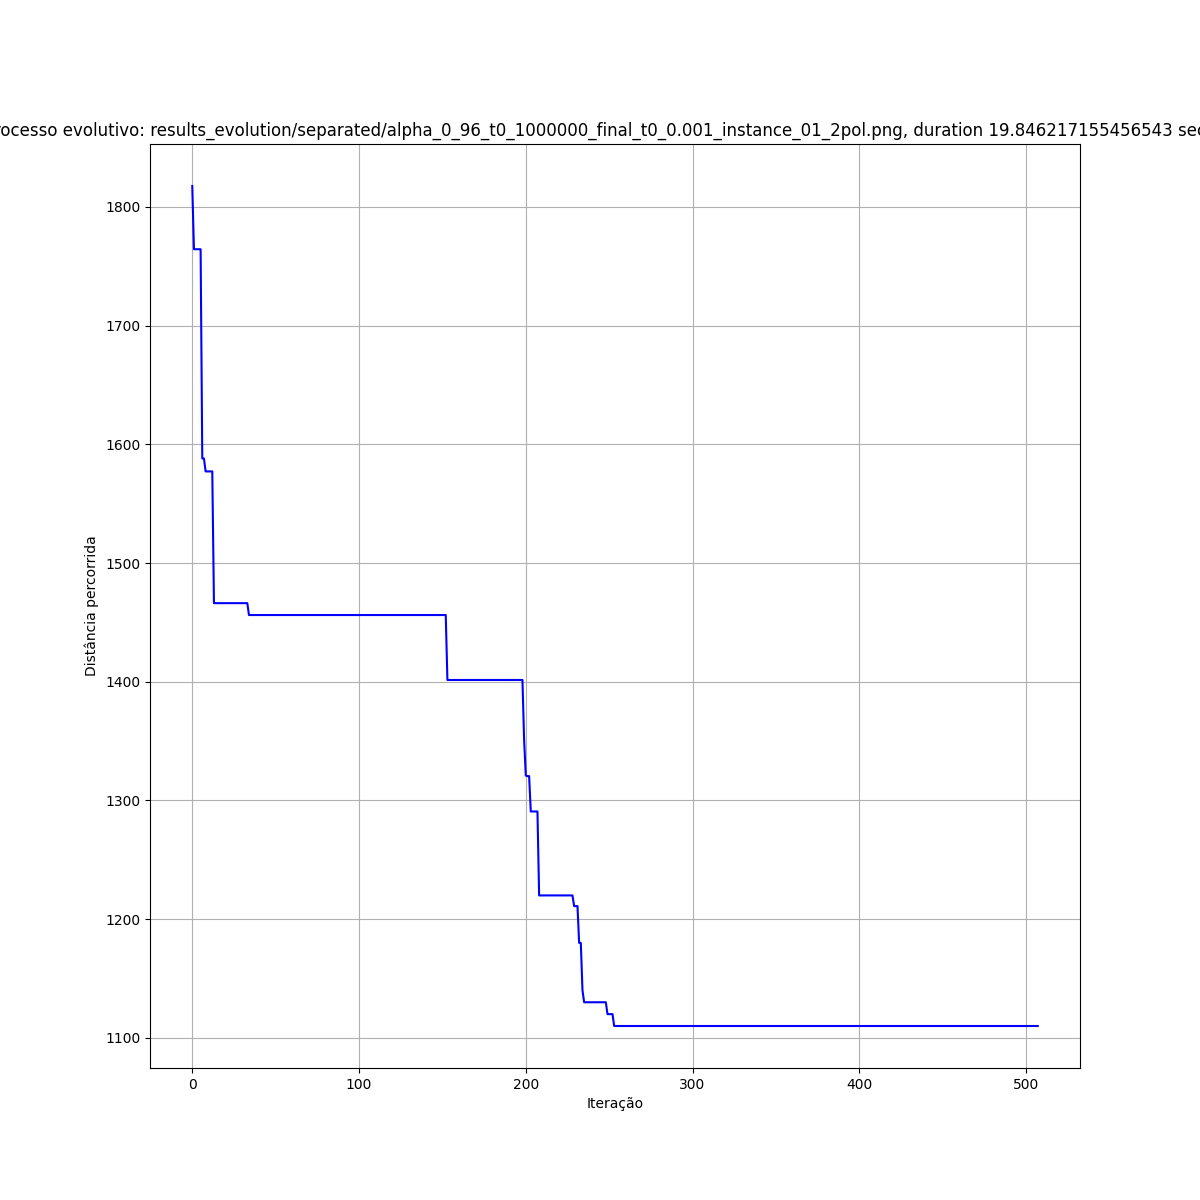 ocesso evolutivo: results_evolution/separated/alpha_0_96_t0_1000000_final_t0_0.001_instance_01_2pol.png, duration 19.846217155456543 sec
1800
1700
1600
1500
1400
1300
1200
1100
Distância percorrida
0 100 200 300 400 500
Iteração